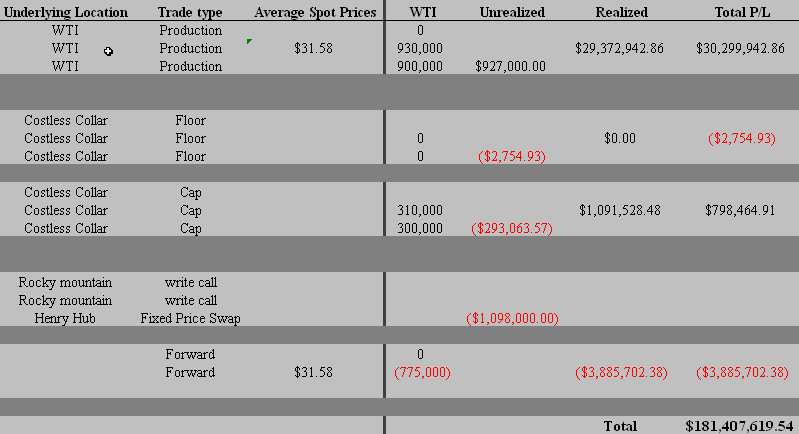 Underlying Location Trade type Average Spot Prices WTI Unrealized Realized Total P/L
WTI Production 0
WTI Production $31.58 930,000 $29,372,942.86 $30,299,942.86
WTI Production 900,000 $927,000.00
Costless Collar Floor
Costless Collar Floor 0 $0.00 ($2,754.93)
Costless Collar Floor 0 ($2,754.93)
Costless Collar Cap
Costless Collar Cap 310,000 $1,091,528.48 $798,464.91
Costless Collar Cap 300,000 ($293,063.57)
Rocky mountain write call
Rocky mountain write call
Henry Hub Fixed Price Swap ($1,098,000.00)
Forward 0
Forward $31.58 (775,000) ($3,885,702.38) ($3,885,702.38)
Total $181,407,619.54